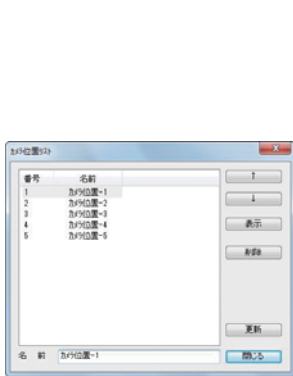 カメラ位置リスト
番号 名前
1 カメラ位置-1
2 カメラ位置-2
3 カメラ位置-3
4 カメラ位置-4
5 カメラ位置-5
↑
↓
表示
削除
更新
名 前 カメラ位置-1
閉じる